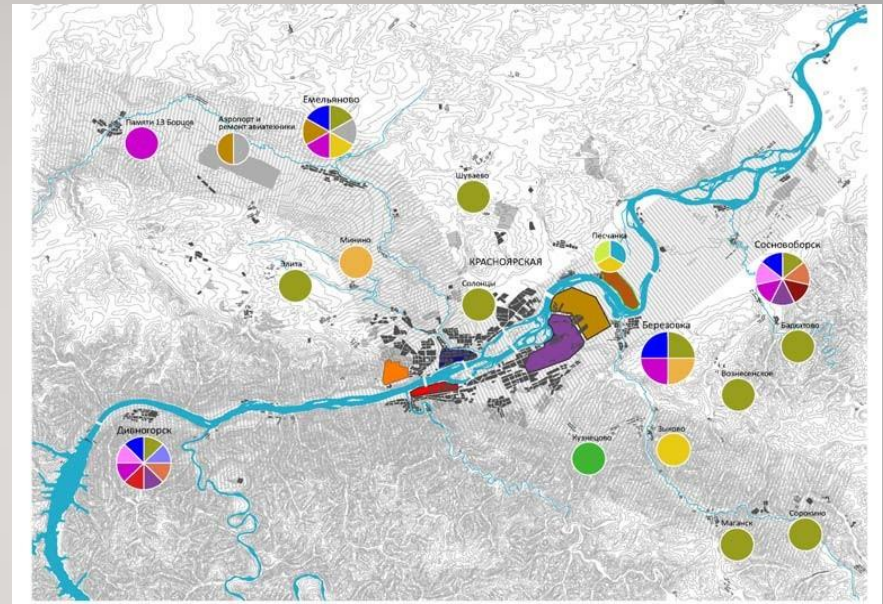 Емельяново
Памяти 13 Борцов
Аэропорт и
ремонт авиатехники
Шуваево
Песчанка
Минино
КРАСНОЯРСКАЯ
Сосновоборск
Элита
Солонцы
Березовка
Бархатово
Вознесенское
Дивногорск
Кузнецово
Зыково
Маганск
Сорокино